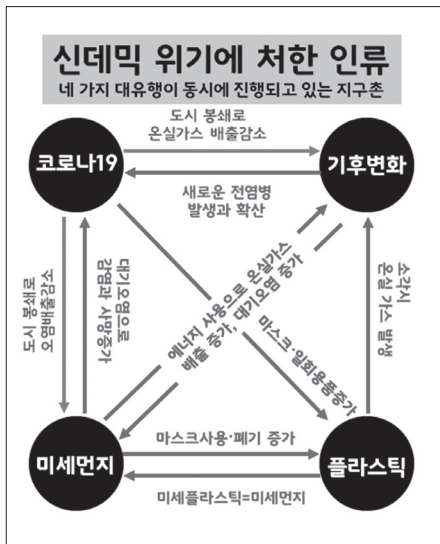 신데믹 위기에 처한 인류
네 가지 대유행이 동시에 진행되고 있는 지구촌
도시 봉쇄로
온실가스 배출감소
코로나19
기후변화
새로운 전염병
발생과 확산
도시 봉쇄로
오염배출감소
대기오염으로
감염과 사망증가
에너지 사용으로 온실가스
배출 증가, 대기오염 증가
마스크·일회용품증가
소각시
온실 가스 발생
미세먼지
마스크사용·폐기 증가
플라스틱
미세플라스틱=미세먼지